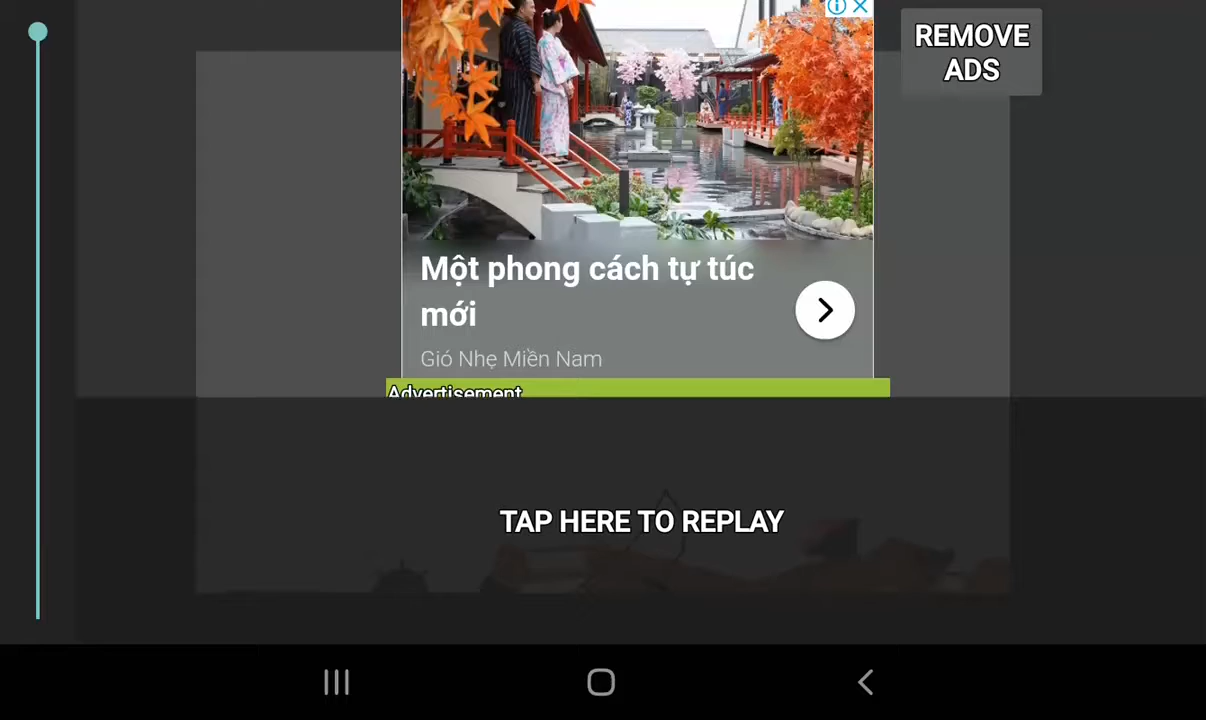 REMOVE
ADS
Một phong cách tự túc
mới
Gió Nhẹ Miền Nam
Advertisement
TAP HERE TO REPLAY